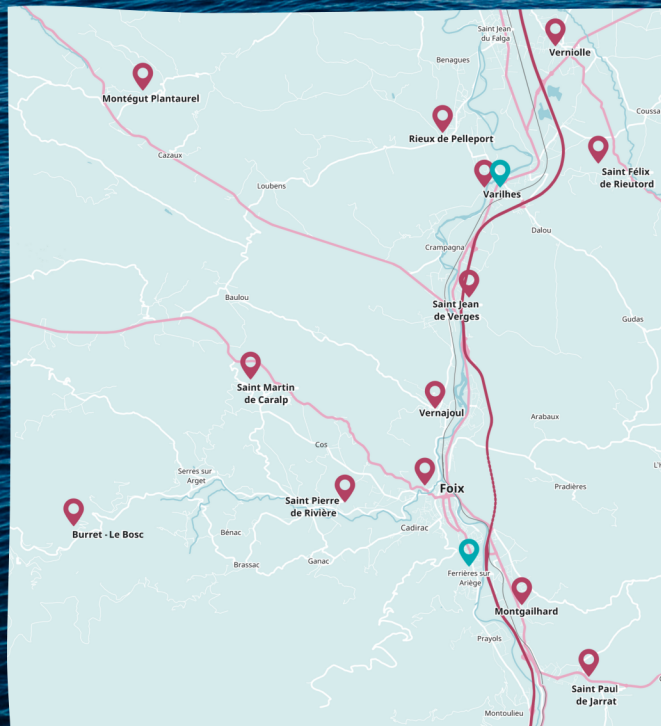 Saint Jean
du Falga
Verniolle
Benagues
Montégut Plantaurel
Coussa
Rieux de Pelleport
Cazaux
Saint Félix
de Rieutord
Loubens
Varilhes
Dalou
Crampagna
Baulou
Saint Jean
de Verges
Gudas
Saint Martin
de Caralp
Vernajoul
Arabaux
Cos
Serres sur
Arget
Foix
Pradières
Saint Pierre
de Rivière
Cadirac
Burret - Le Bosc
Bénac
Ganac
Brassac
Ferrières sur
Ariège
Montgailhard
Prayols
Saint Paul
de Jarrat
Montoulieu